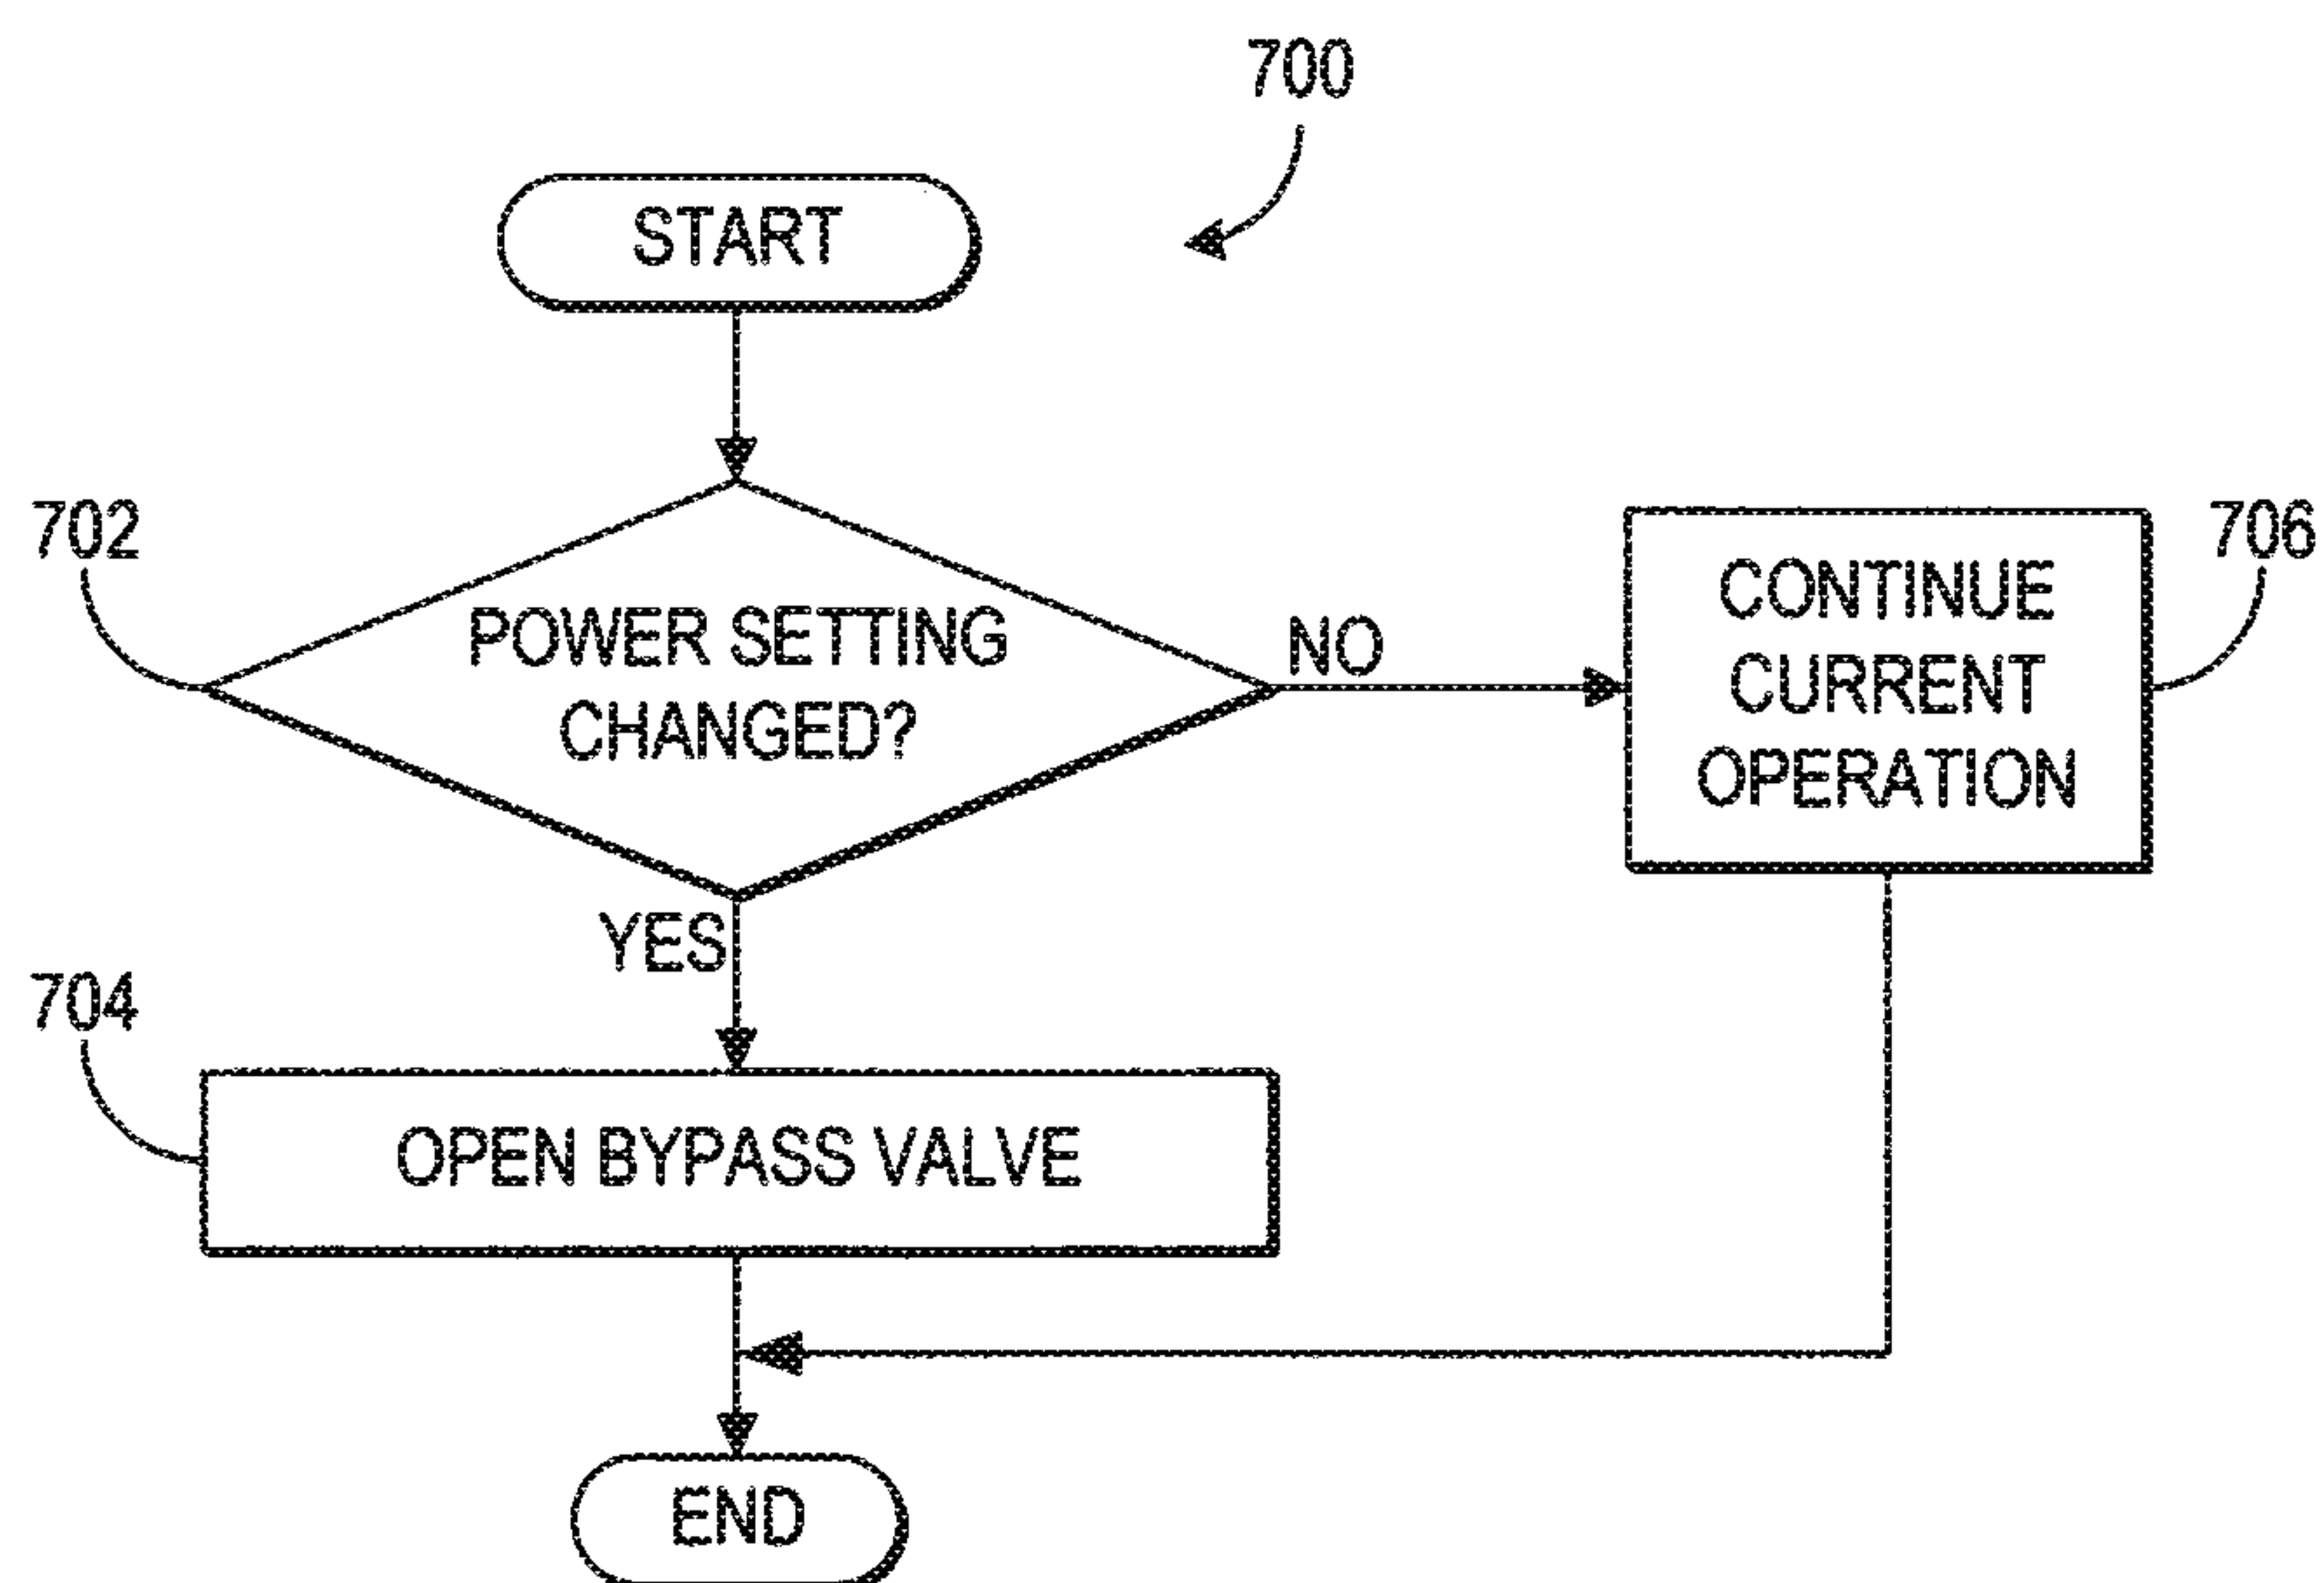 700
START
702
POWER SETTING
CHANGED?
NO
CONTINUE
CURRENT
OPERATION
706
YES
704
OPEN BYPASS VALVE
END